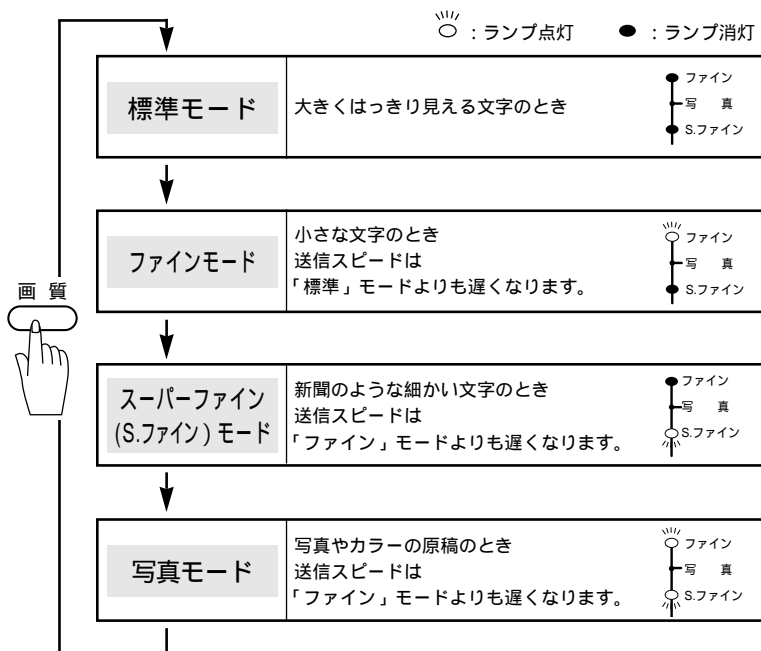 ：ランプ点灯　：ランプ消灯
標準モード
大きくはっきり見える文字のとき
ファイン
写　真
S.ファイン
ファインモード
小さな文字のとき
送信スピードは
「標準」モードよりも遅くなります。
ファイン
写　真
S.ファイン
画 質
スーパーファイン
(S.ファイン) モード
新聞のような細かい文字のとき
送信スピードは
「ファイン」モードよりも遅くなります。
ファイン
写　真
S.ファイン
写真モード
写真やカラーの原稿のとき
送信スピードは
「ファイン」モードよりも遅くなります。
ファイン
写　真
S.ファイン